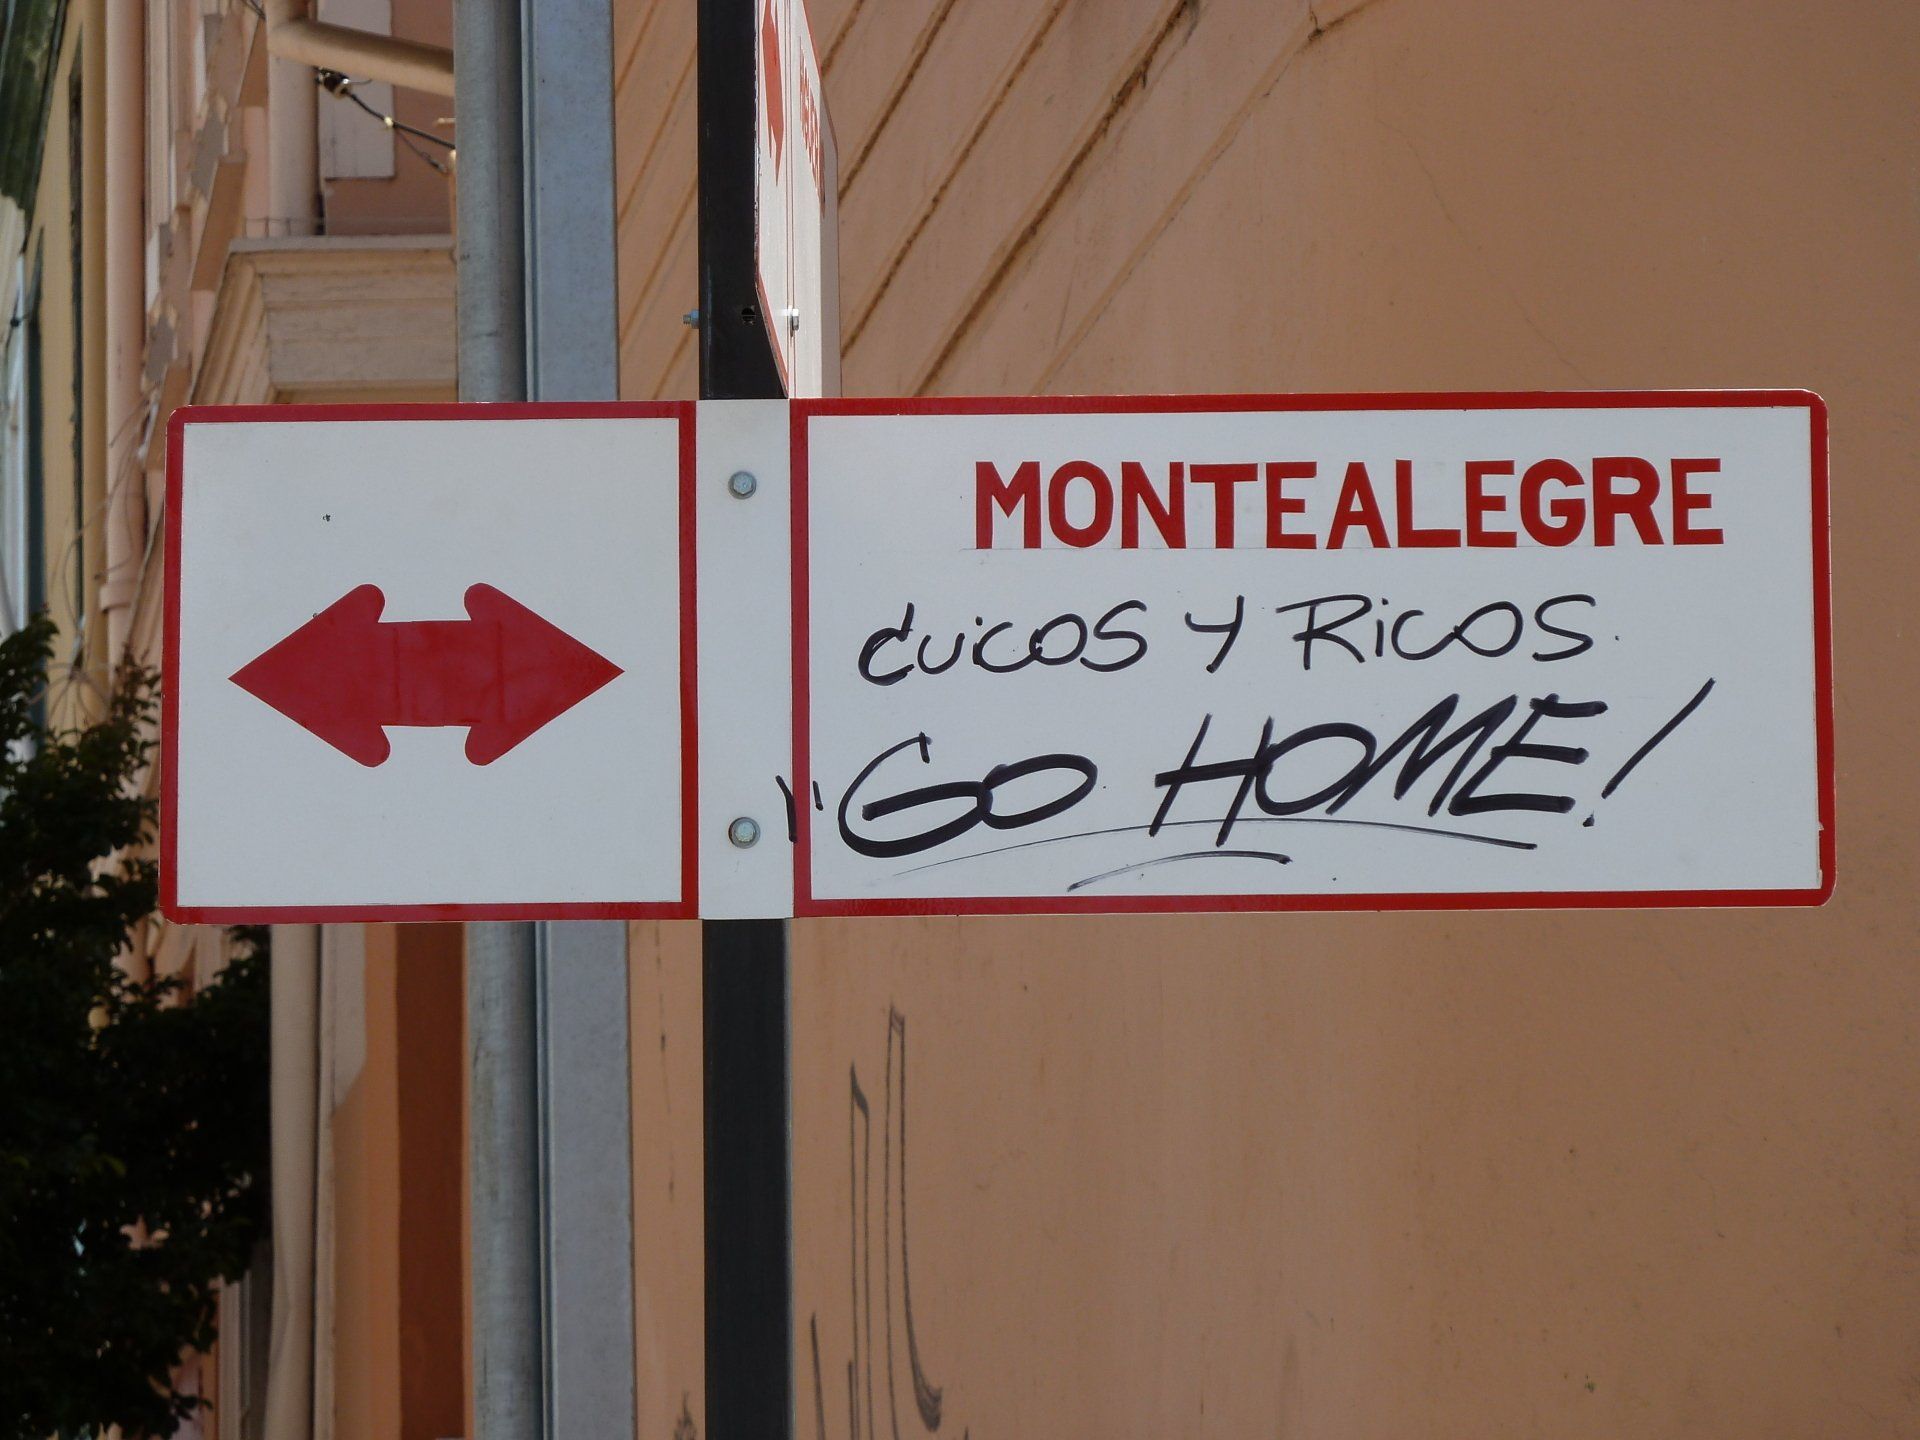 MONTEALEGRE
cuicos y Ricos.
"GO HOME!